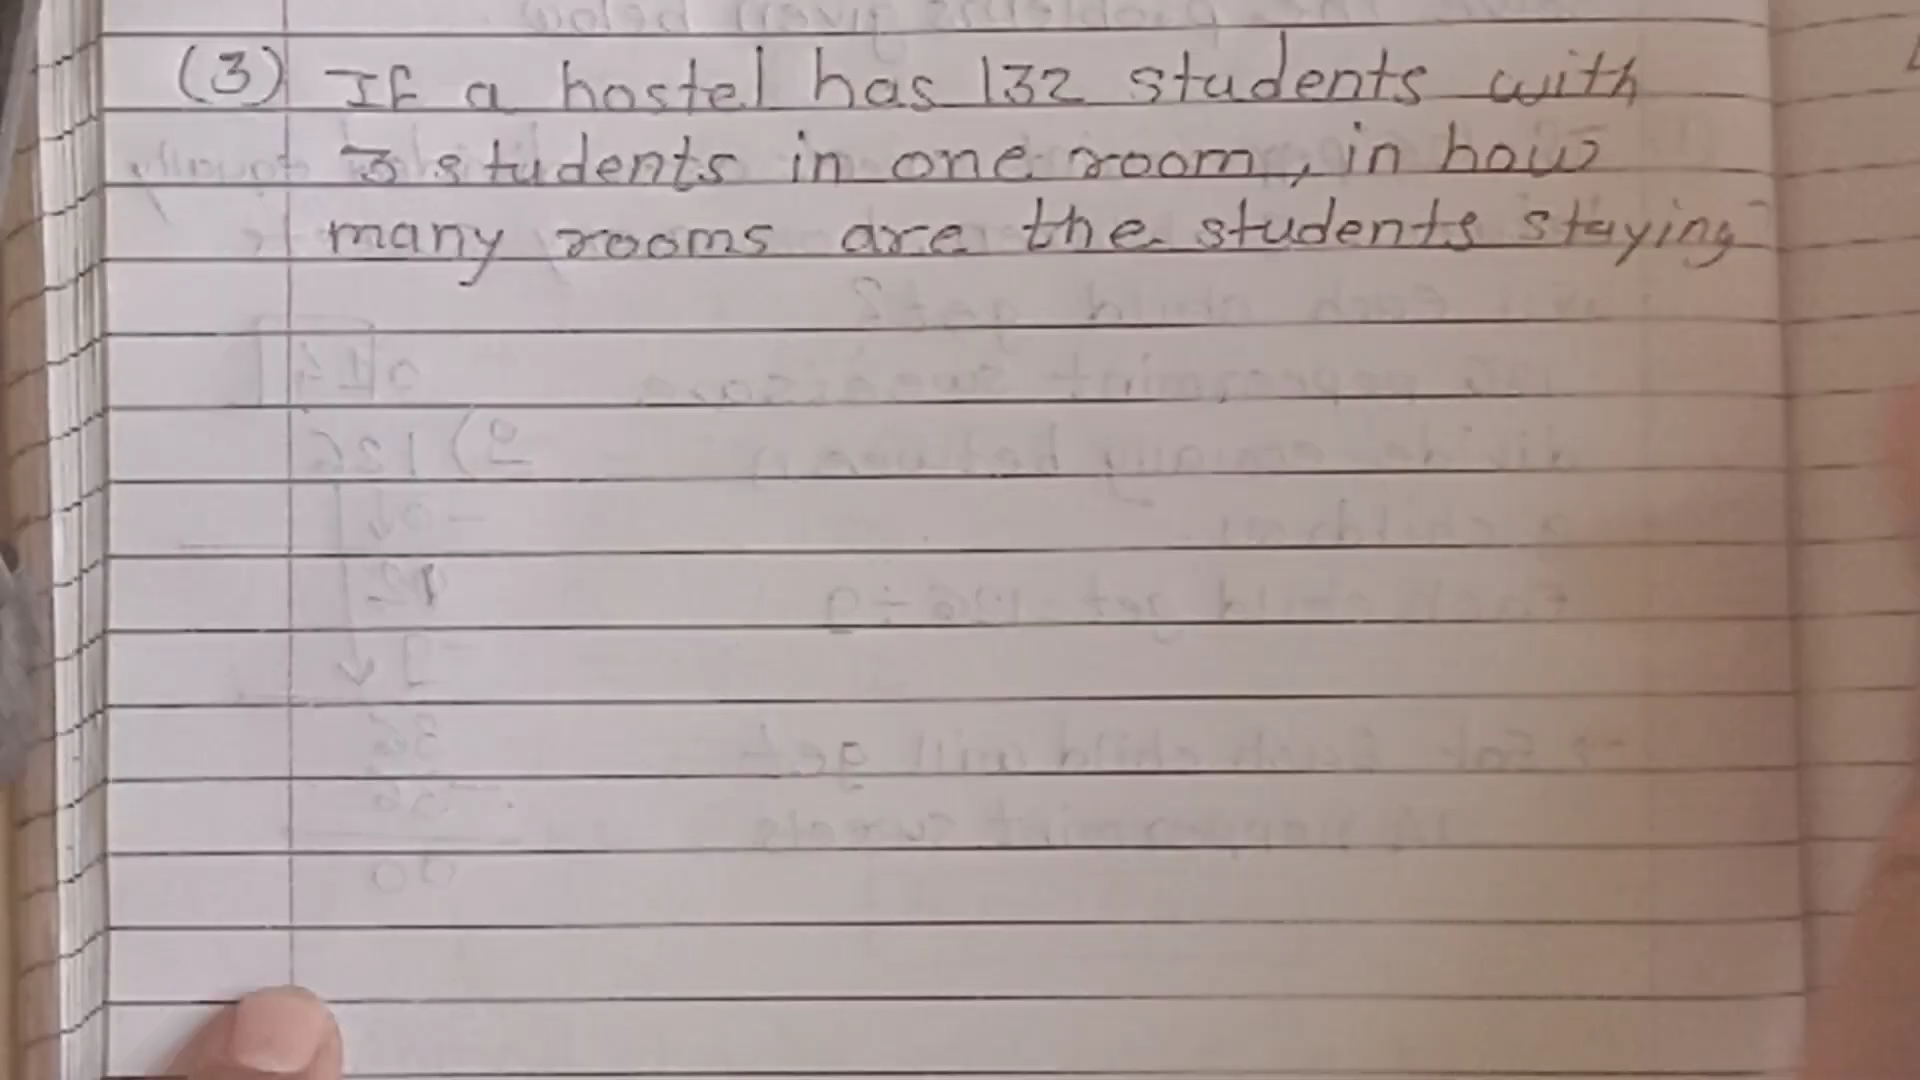 (3) If a hostel has 132 students with
3 students in one room, in how
many rooms are the students staying